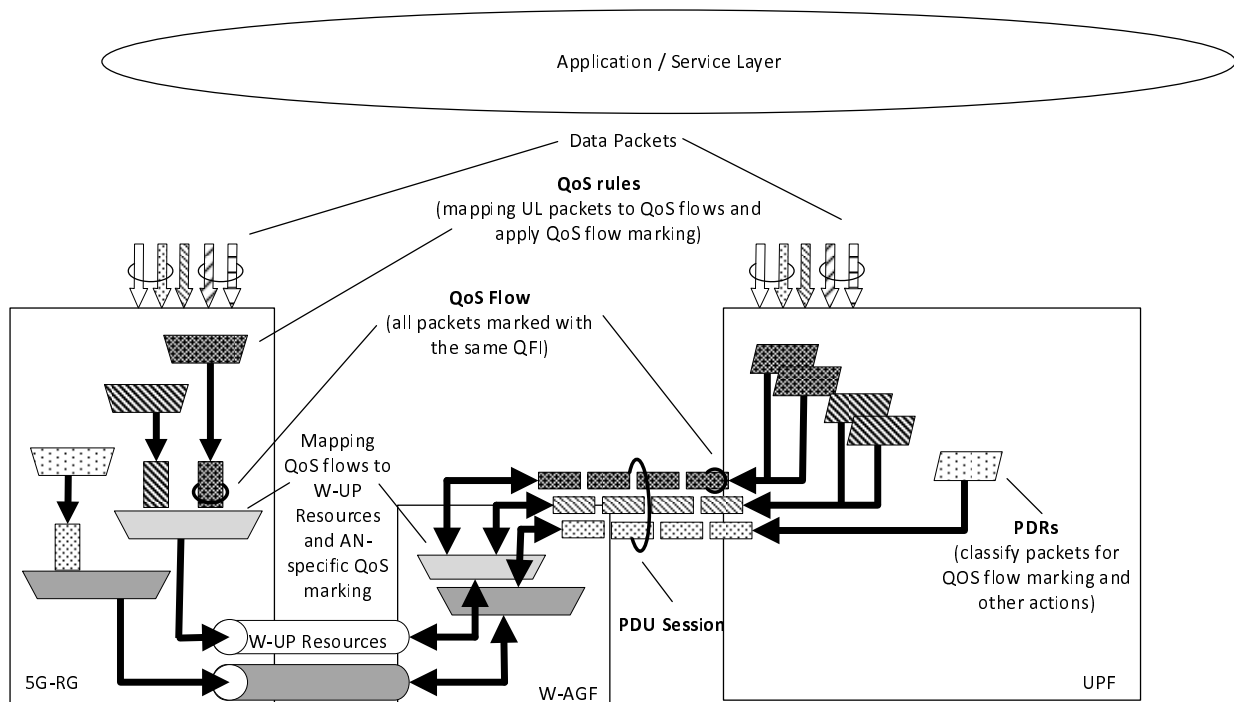 Application / Service Layer
Data Packets
QoS rules
(mapping UL packets to QoS flows and
apply QoS flow marking)
QoS Flow
(all packets marked with
the same QFI)
Mapping
QoS flows to
W-UP
Resources
and AN-
specific QoS
marking
PDRs
(classify packets for
QOS flow marking and
other actions)
PDU Session
W-UP Resources
5G-RG
W-AGF
UPF